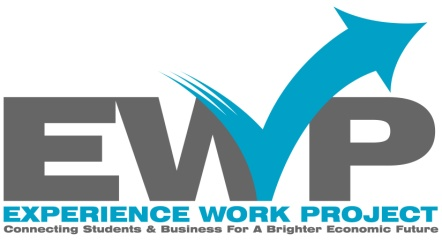 EWP
EXPERIENCE WORK PROJECT
Connecting Students & Business For A Brighter Economic Future